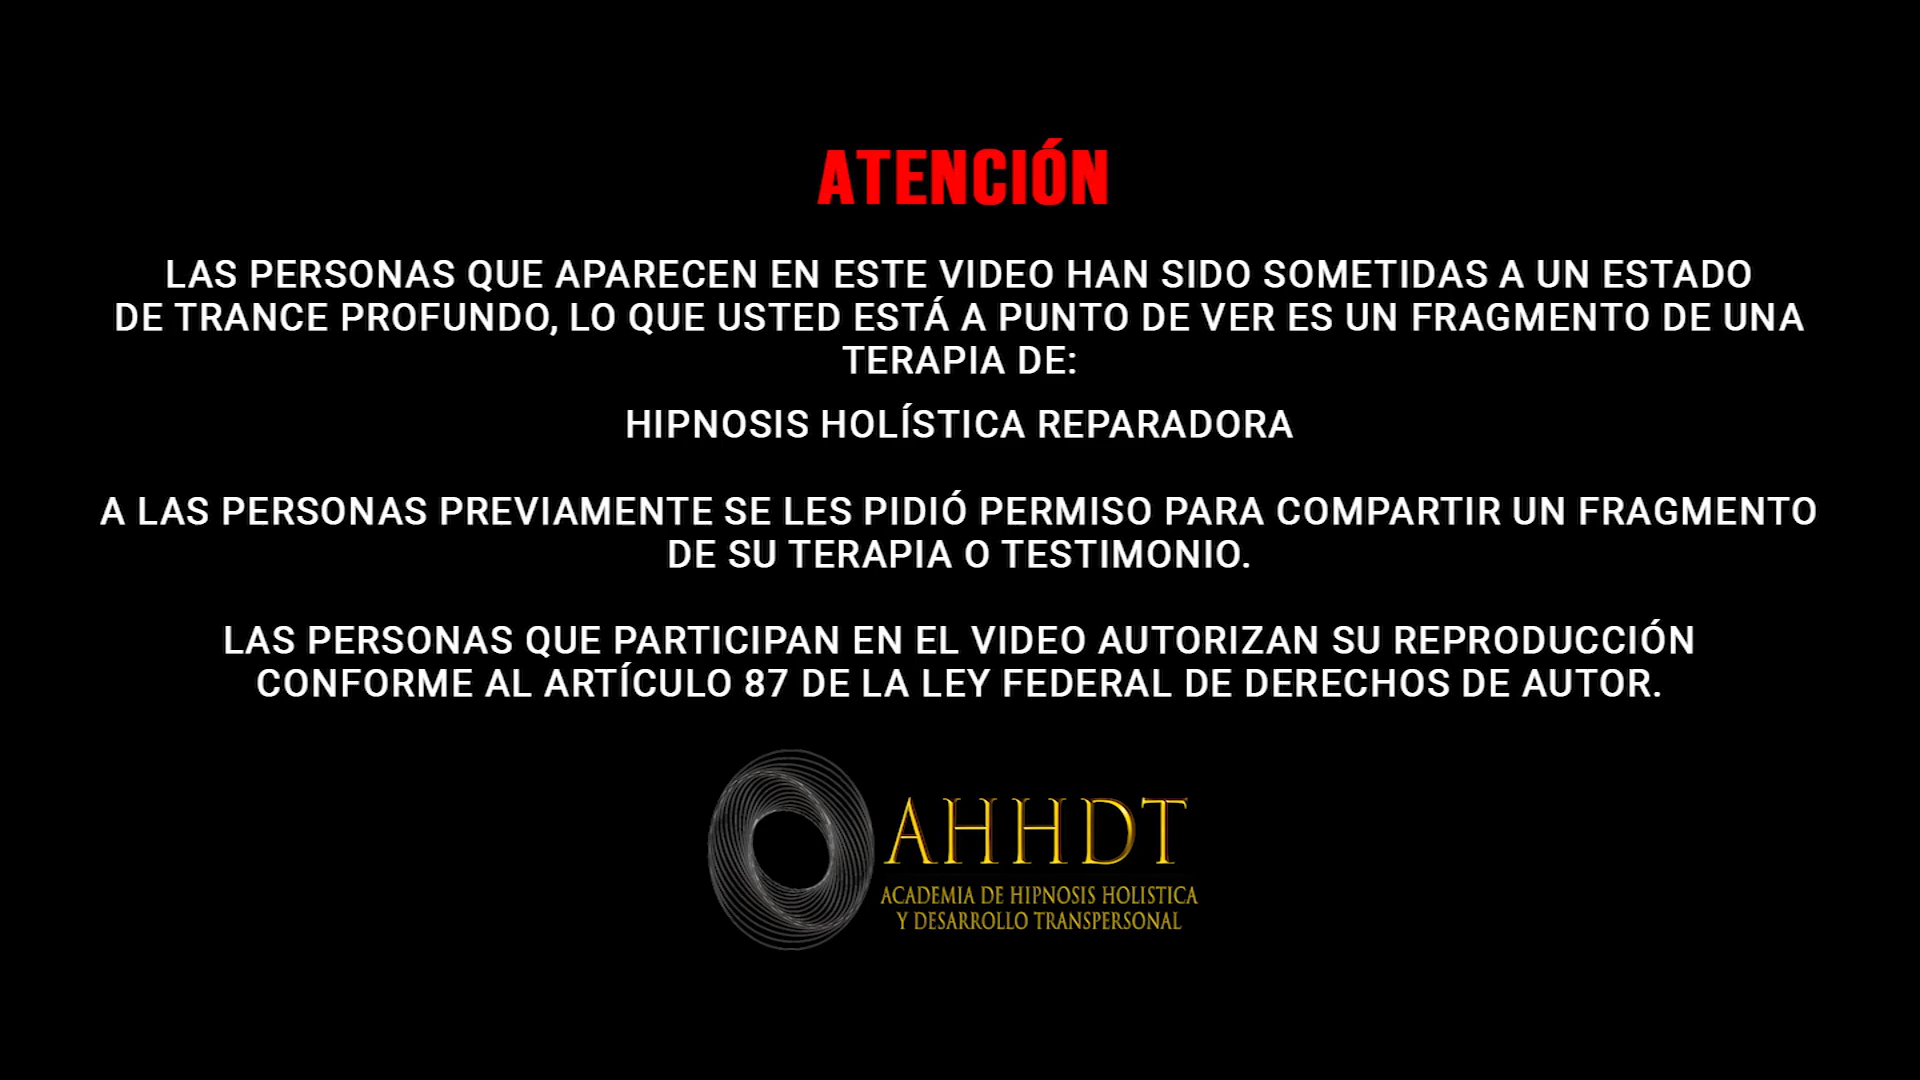 ATENCIÓN
LAS PERSONAS QUE APARECEN EN ESTE VIDEO HAN SIDO SOMETIDAS A UN ESTADO
DE TRANCE PROFUNDO, LO QUE USTED ESTÁ A PUNTO DE VER ES UN FRAGMENTO DE UNA
TERAPIA DE:
HIPNOSIS HOLÍSTICA REPARADORA
A LAS PERSONAS PREVIAMENTE SE LES PIDIÓ PERMISO PARA COMPARTIR UN FRAGMENTO
DE SU TERAPIA O TESTIMONIO.
LAS PERSONAS QUE PARTICIPAN EN EL VIDEO AUTORIZAN SU REPRODUCCIÓN
CONFORME AL ARTÍCULO 87 DE LA LEY FEDERAL DE DERECHOS DE AUTOR.
AHHDT
ACADEMIA DE HIPNOSIS HOLISTICA
Y DESARROLLO TRANSPERSONAL